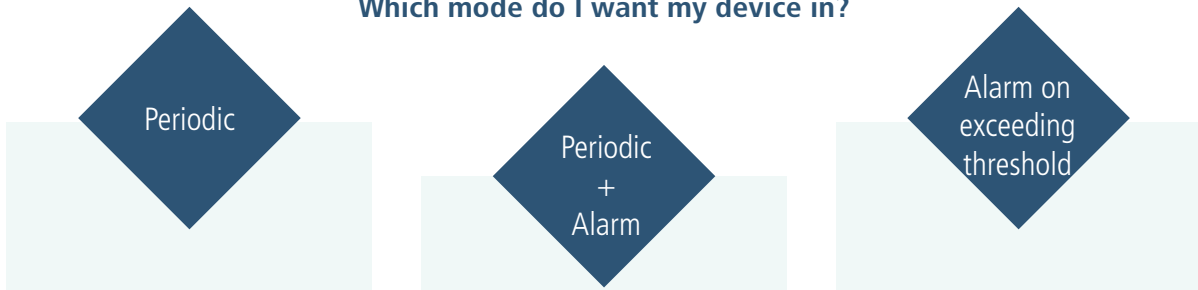 Which mode do I want my device in?
Periodic
Periodic
+
Alarm
Alarm on
exceeding
threshold